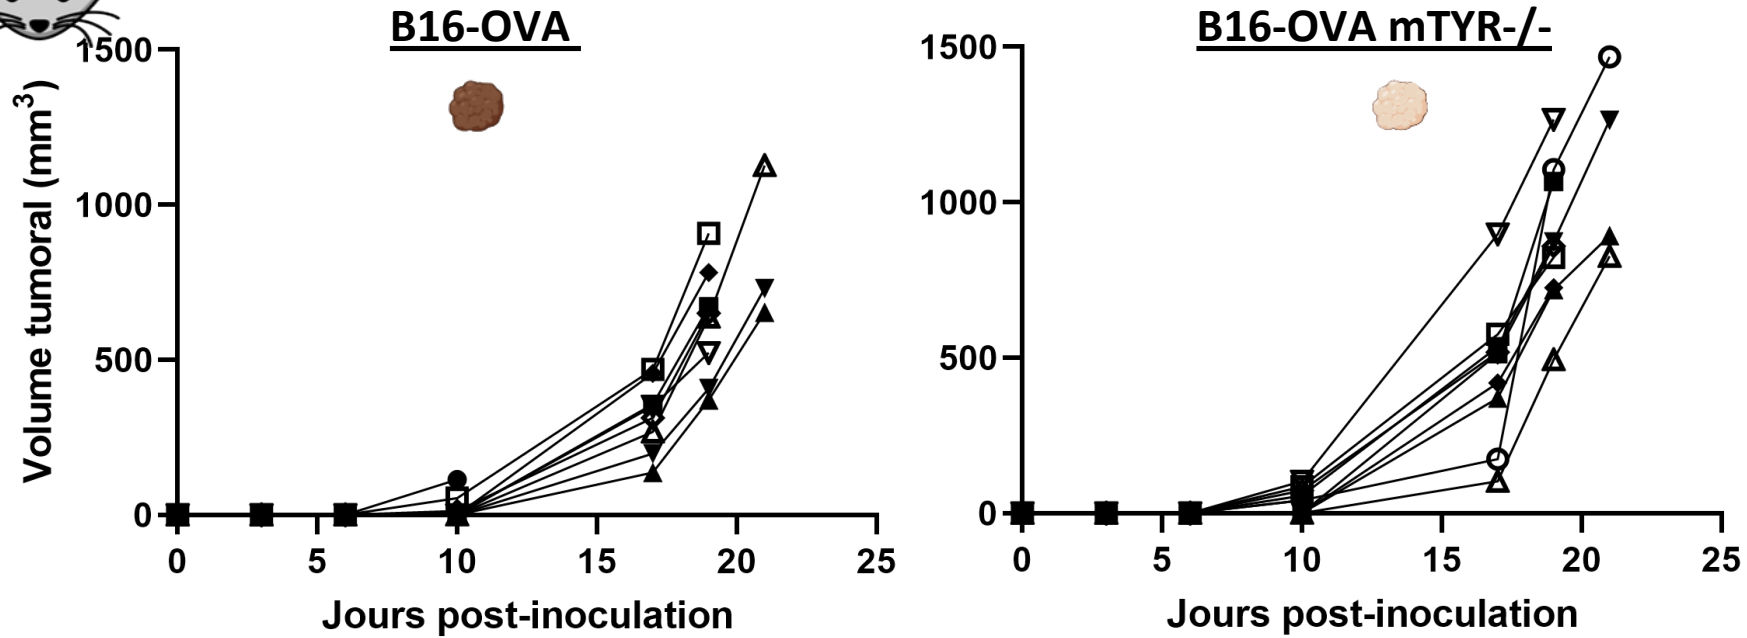 B16-OVA
Volume tumoral (mm³)
1500
1000
500
0
0 5 10 15 20 25
Jours post-inoculation
B16-OVA mTYR-/-
1500
1000
500
0
0 5 10 15 20 25
Jours post-inoculation